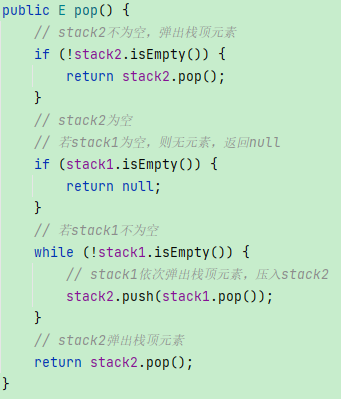 public E pop() {
    // stack2不为空，弹出栈顶元素
    if (!stack2.isEmpty()) {
        return stack2.pop();
    }
    // stack2为空
    // 若stack1为空，则无元素，返回null
    if (stack1.isEmpty()) {
        return null;
    }
    // 若stack1不为空
    while (!stack1.isEmpty()) {
        // stack1依次弹出栈顶元素，压入stack2
        stack2.push(stack1.pop());
    }
    // stack2弹出栈顶元素
    return stack2.pop();
}